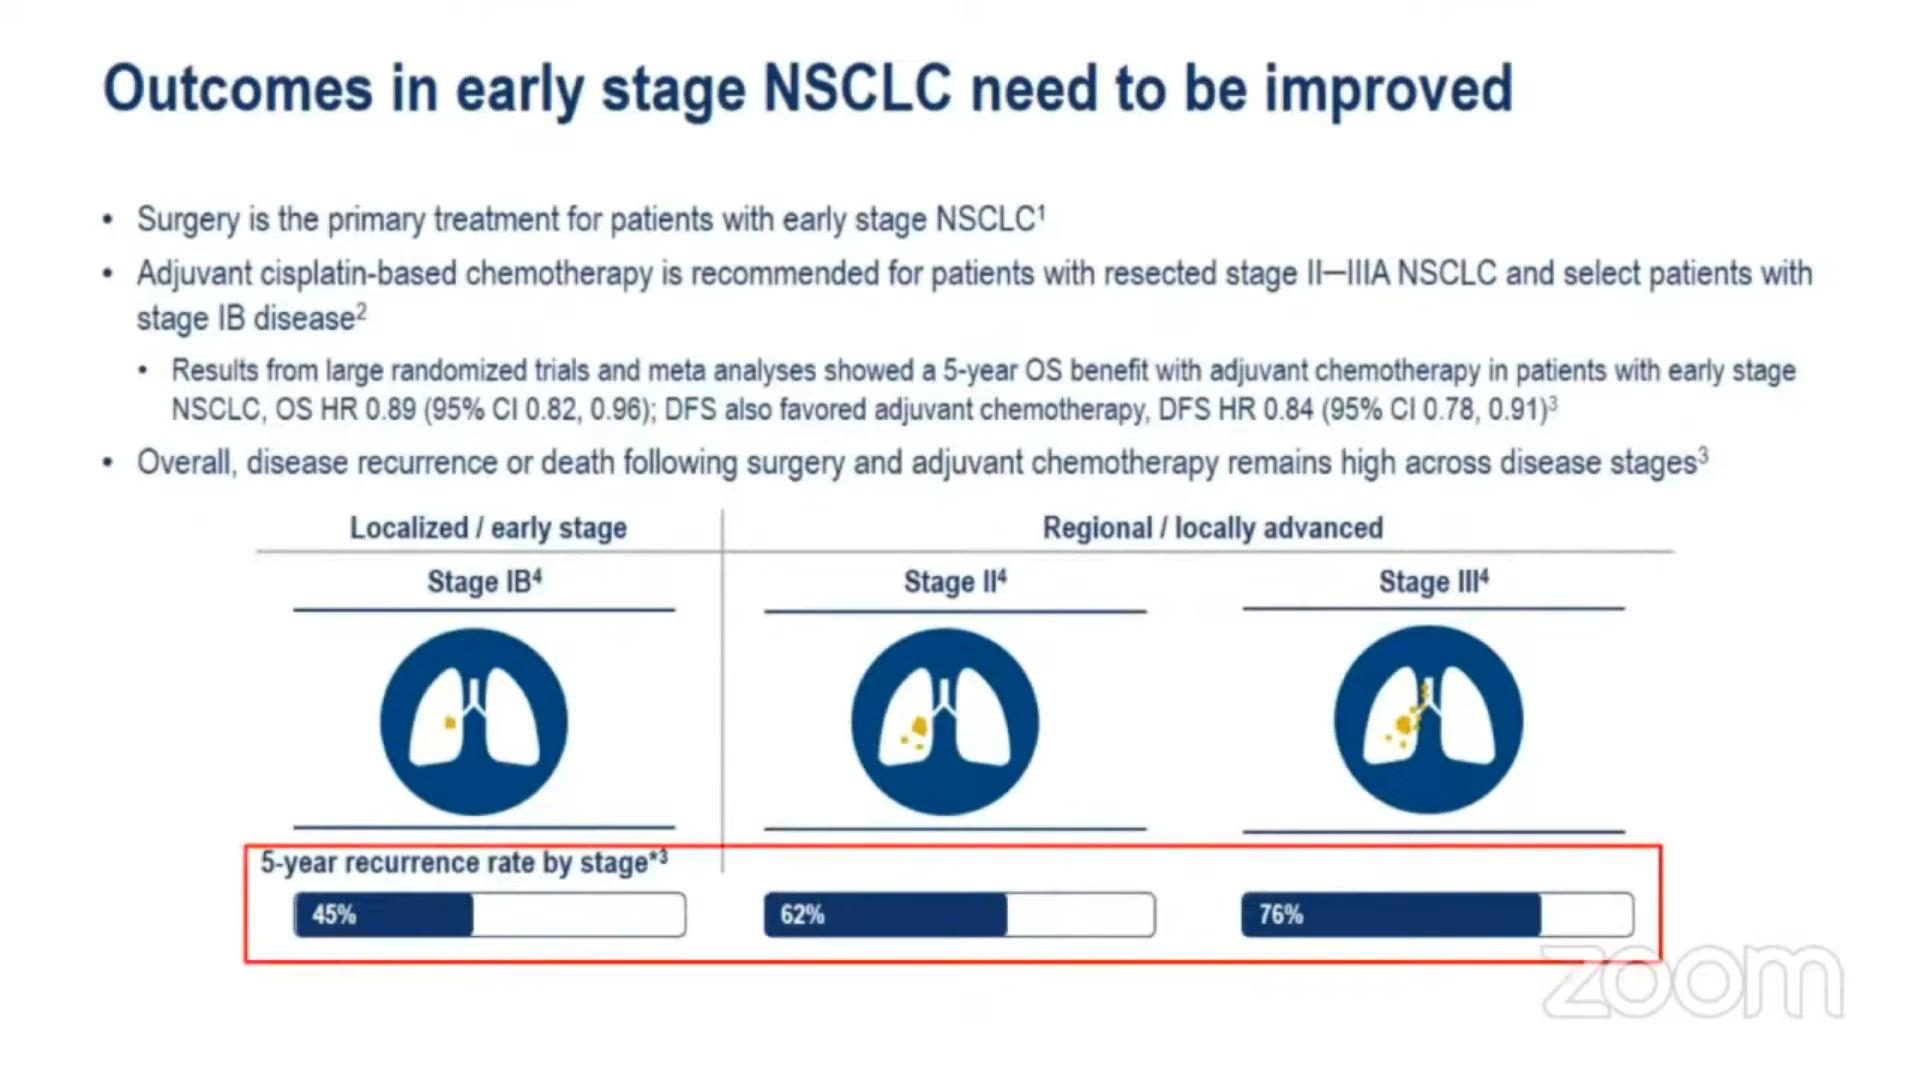 Outcomes in early stage NSCLC need to be improved
• Surgery is the primary treatment for patients with early stage NSCLC¹
• Adjuvant cisplatin-based chemotherapy is recommended for patients with resected stage II—IIIA NSCLC and select patients with
stage IB disease²
• Results from large randomized trials and meta analyses showed a 5-year OS benefit with adjuvant chemotherapy in patients with early stage
NSCLC, OS HR 0.89 (95% CI 0.82, 0.96); DFS also favored adjuvant chemotherapy, DFS HR 0.84 (95% CI 0.78, 0.91)³
• Overall, disease recurrence or death following surgery and adjuvant chemotherapy remains high across disease stages³
Localized / early stage
Regional / locally advanced
Stage IB⁴
Stage II⁴
Stage III⁴
5-year recurrence rate by stage*³
45%
62%
76%
zoom